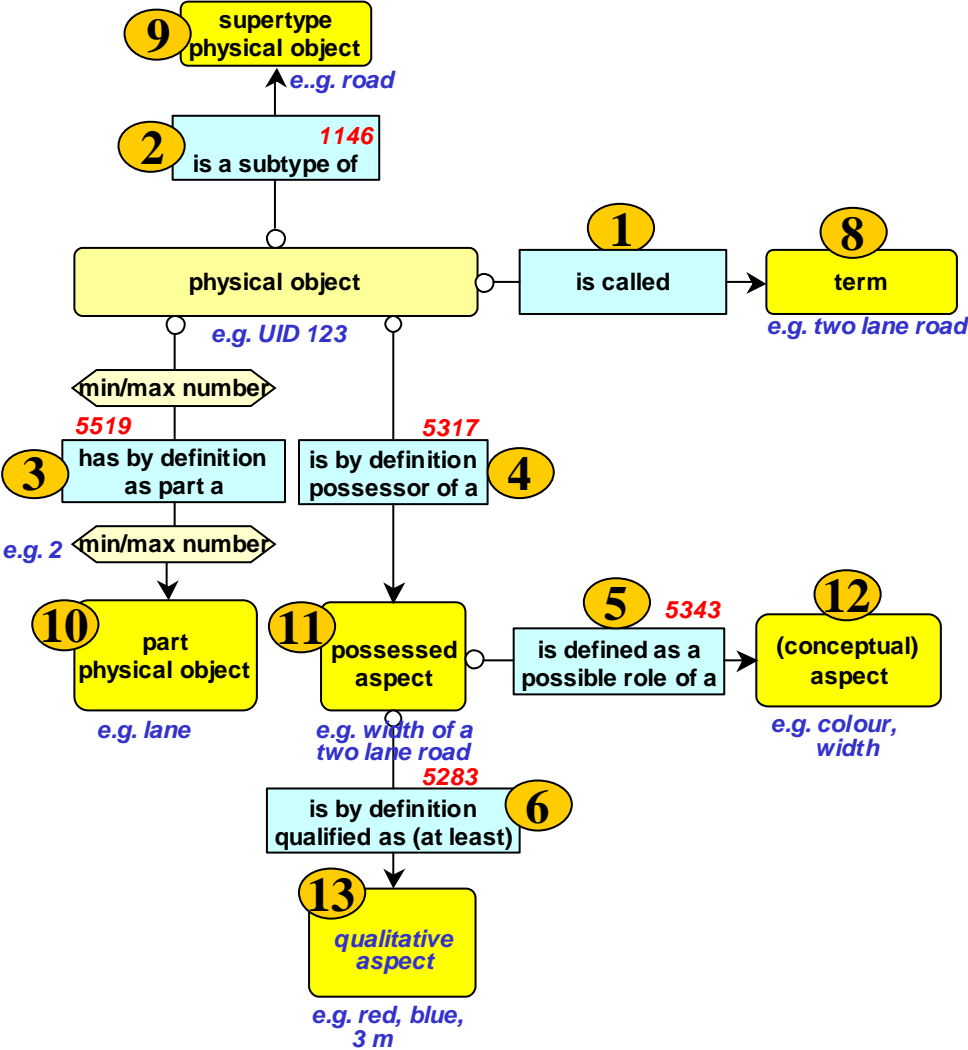 9
supertype
physical object
e..g. road
1146
2
is a subtype of
1
8
physical object
is called
term
e.g. UID 123
e.g. two lane road
min/max number
5519
5317
3
has by definition
as part a
is by definition
possessor of a
4
e.g. 2
min/max number
10
part
physical object
e.g. lane
11
possessed
aspect
e.g. width of a
two lane road
5
5343
is defined as a
possible role of a
12
(conceptual)
aspect
e.g. colour,
width
5283
is by definition
qualified as (at least)
6
13
qualitative
aspect
e.g. red, blue,
3 m